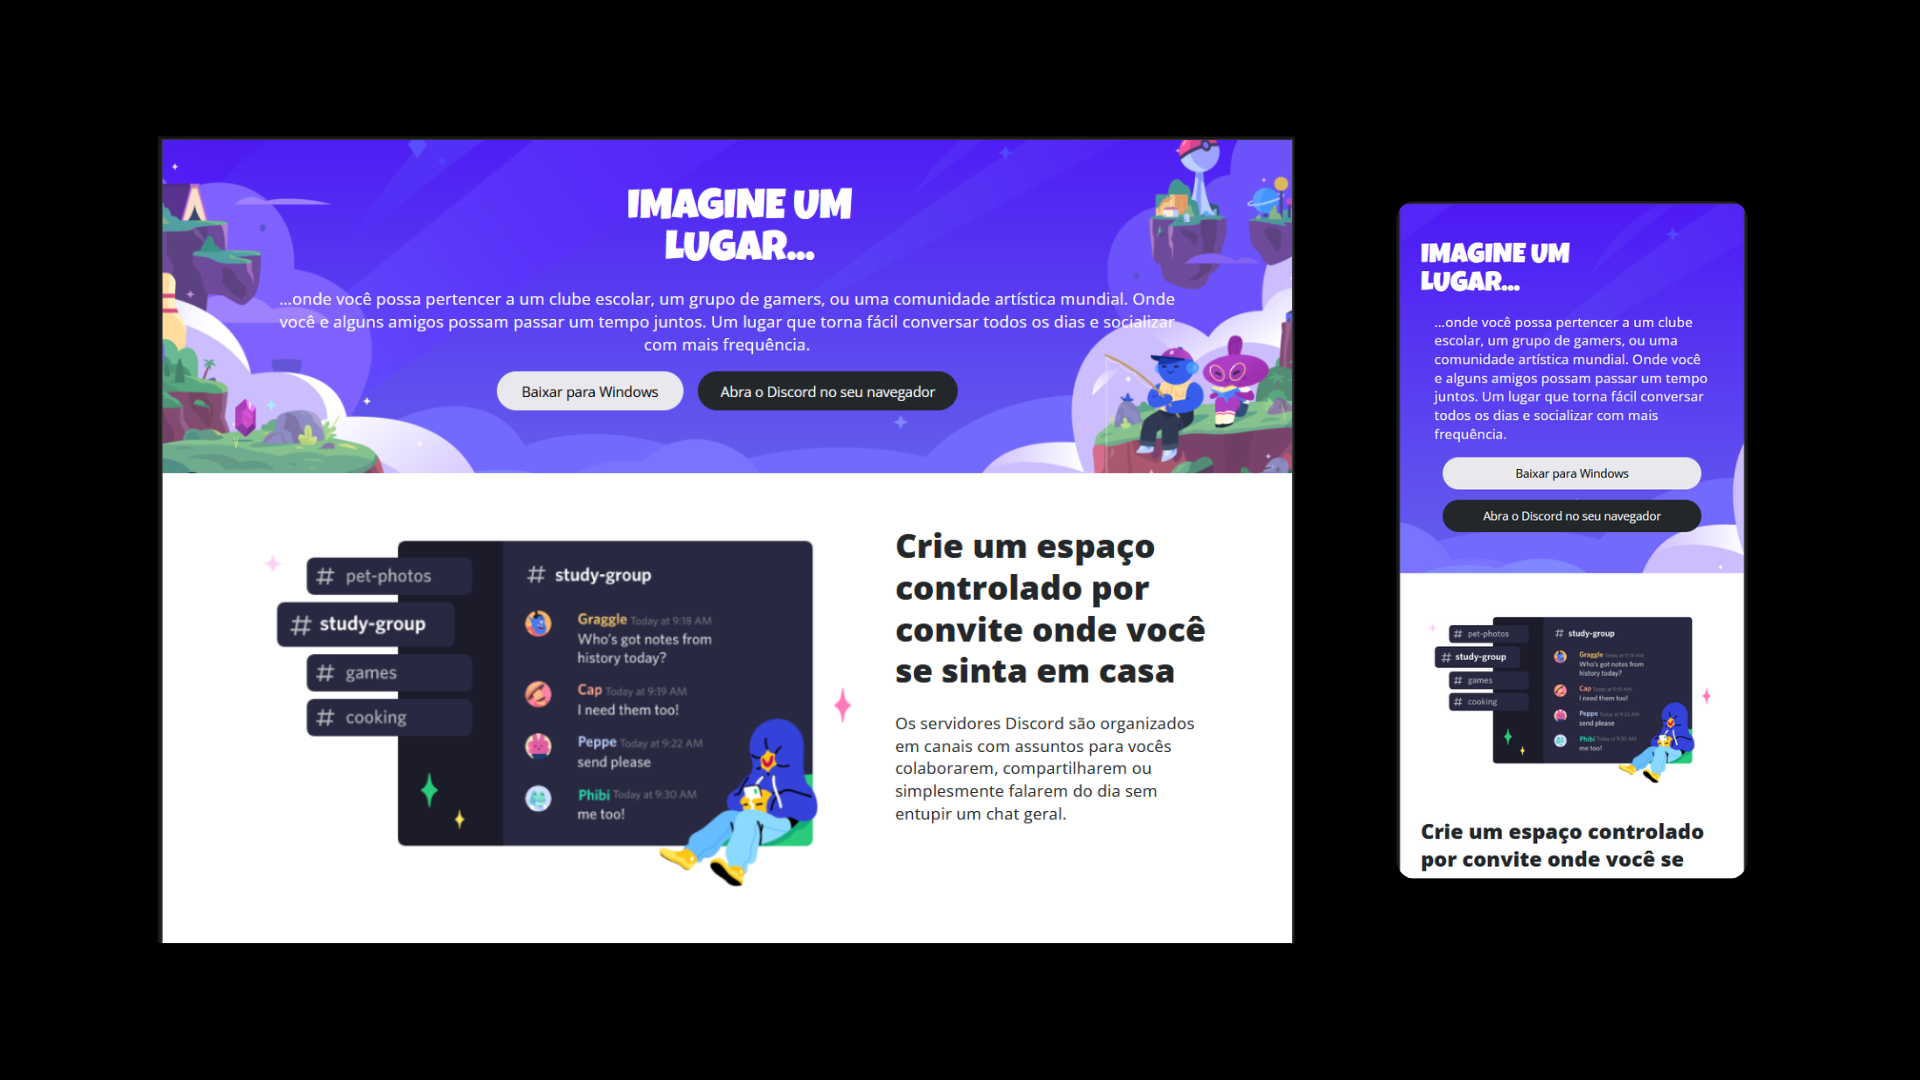 IMAGINE UM
LUGAR...
...onde você possa pertencer a um clube escolar, um grupo de gamers, ou uma comunidade artística mundial. Onde
você e alguns amigos possam passar um tempo juntos. Um lugar que torna fácil conversar todos os dias e socializar
com mais frequência.
Baixar para Windows
Abra o Discord no seu navegador
# pet-photos
# study-group
# games
# cooking
# study-group
Graggle Today at 9:18 AM
Who's got notes from
history today?
Cap Today at 9:19 AM
I need them too!
Peppe Today at 9:22 AM
send please
Phibi Today at 9:30 AM
me too!
Crie um espaço
controlado por
convite onde você
se sinta em casa
Os servidores Discord são organizados
em canais com assuntos para vocês
colaborarem, compartilharem ou
simplesmente falarem do dia sem
entupir um chat geral.
IMAGINE UM
LUGAR...
...onde você possa pertencer a um clube
escolar, um grupo de gamers, ou uma
comunidade artística mundial. Onde você
e alguns amigos possam passar um tempo
juntos. Um lugar que torna fácil conversar
todos os dias e socializar com mais
frequência.
Baixar para Windows
Abra o Discord no seu navegador
# pet-photos
# study-group
# games
# cooking
# study-group
Graggle Today at 9:18 AM
Who's got notes from
history today?
Cap Today at 9:19 AM
I need them too!
Peppe Today at 9:22 AM
send please
Phibi Today at 9:30 AM
me too!
Crie um espaço controlado
por convite onde você se